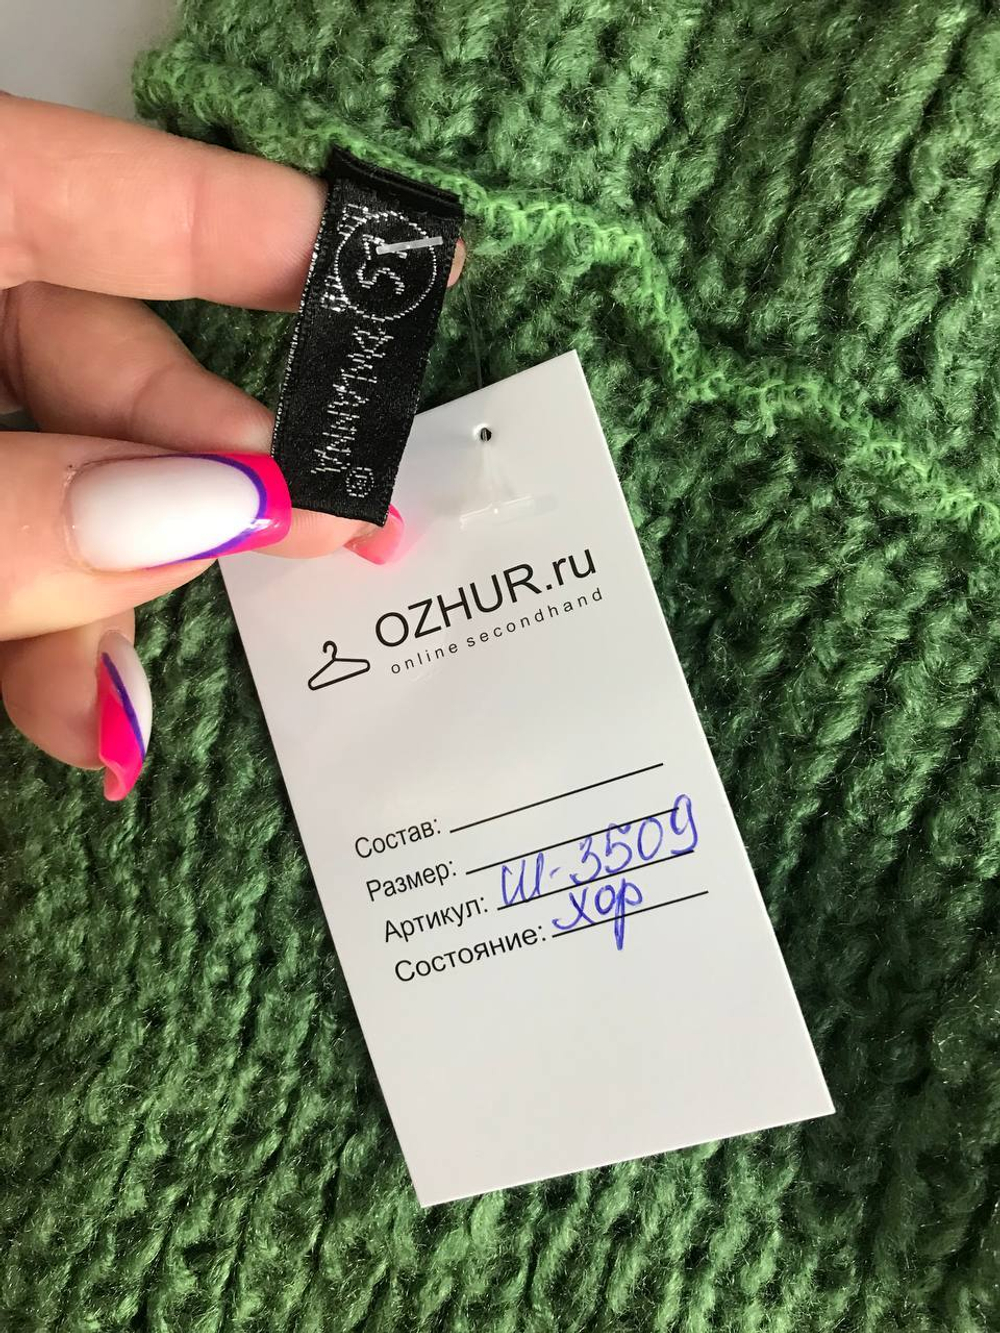 OZHUR.ru
online secondhand
Состав:
Размер:
Артикул: Ш-3509
Состояние: хор